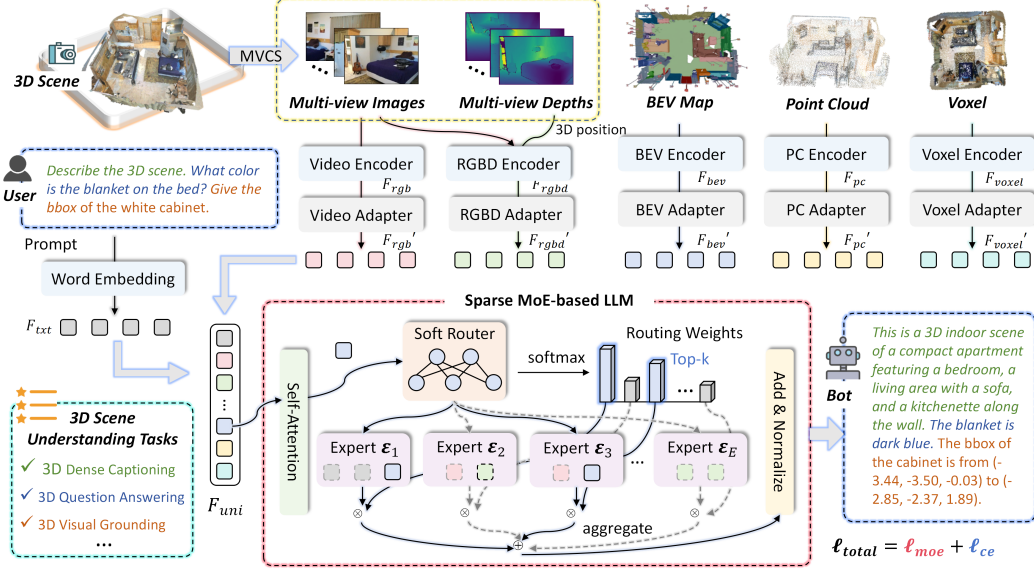 3D Scene
MVCS
Multi-view Images
Multi-view Depths
BEV Map
Point Cloud
Voxel
3D position
User
Describe the 3D scene. What color
is the blanket on the bed? Give the
bbox of the white cabinet.
Video Encoder
RGBD Encoder
BEV Encoder
PC Encoder
Voxel Encoder
F_rgb
F_rgbd
F_bev
F_pc
F_voxel
Video Adapter
RGBD Adapter
BEV Adapter
PC Adapter
Voxel Adapter
F_rgb′
F_rgbd′
F_bev′
F_pc′
F_voxel′
Prompt
Word Embedding
F_txt
3D Scene
Understanding Tasks
3D Dense Captioning
3D Question Answering
3D Visual Grounding
...
F_uni
Sparse MoE-based LLM
Self-Attention
Soft Router
softmax
Routing Weights
Top-k
...
Expert ε₁
Expert ε₂
Expert ε₃
...
Expert ε_E
aggregate
Add & Normalize
Bot
This is a 3D indoor scene
of a compact apartment
featuring a bedroom, a
living area with a sofa,
and a kitchenette along
the wall. The blanket is
dark blue. The bbox of
the cabinet is from (-
3.44, -3.50, -0.03) to (-
2.85, -2.37, 1.89).
ℓ_total = ℓ_moe + ℓ_ce